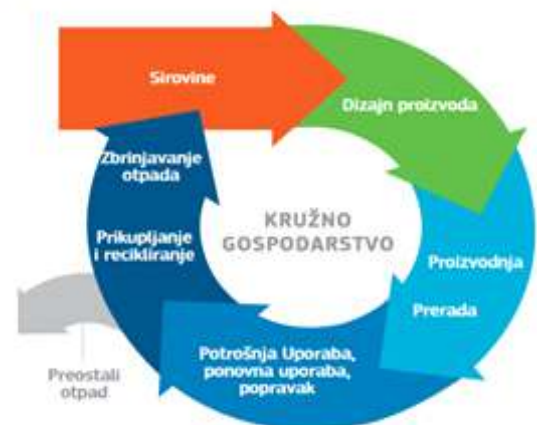 Sirovine
Dizajn proizvoda
Proizvodnja
Prerada
Potrošnja Uporaba,
ponovna uporaba,
popravak
Prikupljanje
i recikliranje
Zbrinjavanje
otpada
Preostali
otpad
KRUŽNO
GOSPODARSTVO